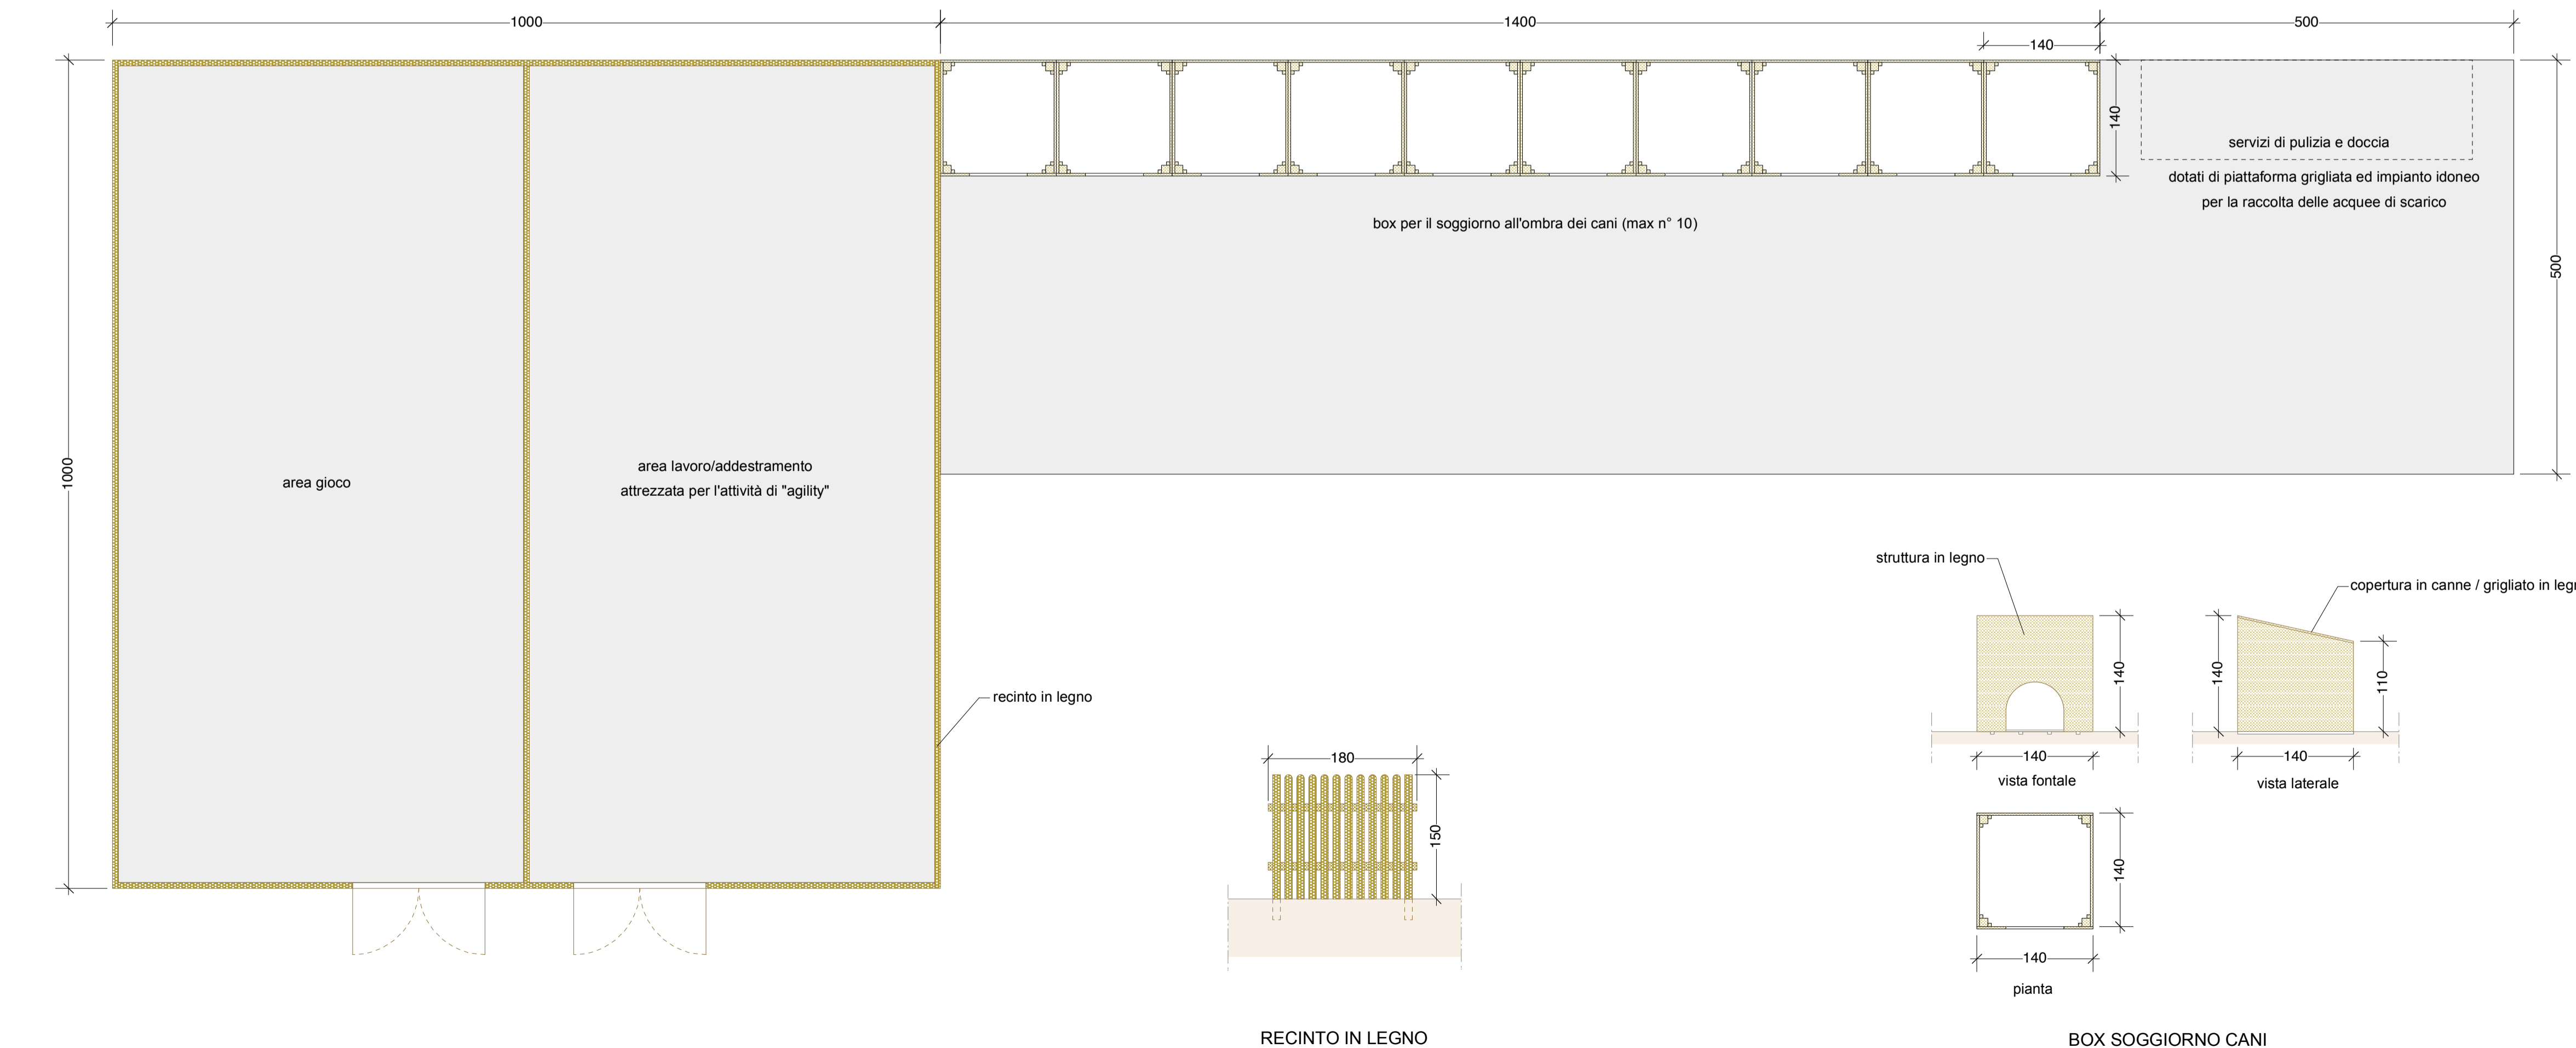 1000
1400
500
140
140
servizi di pulizia e doccia
dotati di piattaforma grigliata ed impianto idoneo
per la raccolta delle acquee di scarico
box per il soggiorno all'ombra dei cani (max n° 10)
500
1000
area gioco
area lavoro/addestramento
attrezzata per l'attività di "agility"
struttura in legno
copertura in canne / grigliato in
140
140
110
recinto in legno
180
150
140
140
vista fontale
vista laterale
140
140
pianta
RECINTO IN LEGNO
BOX SOGGIORNO CANI